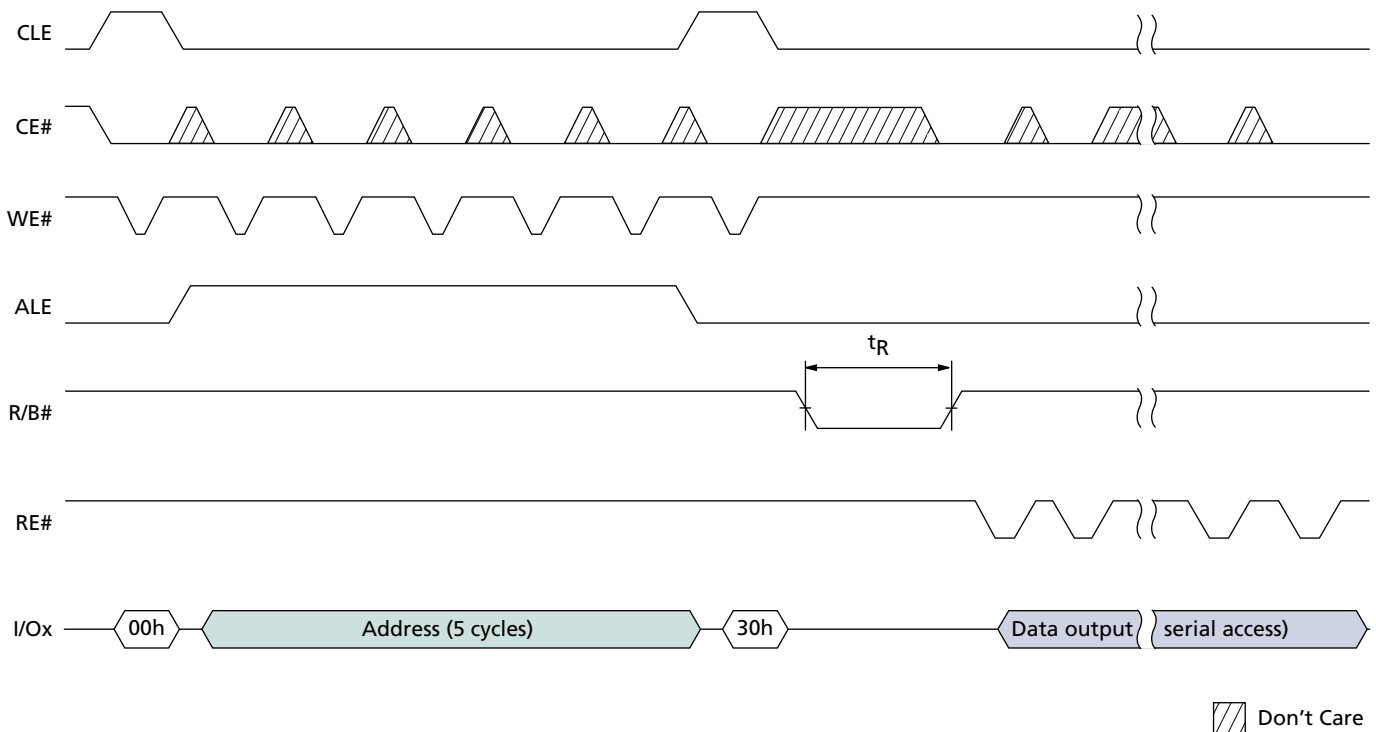 CLE
CE#
WE#
ALE
tR
R/B#
RE#
I/Ox
00h
Address (5 cycles)
30h
Data output serial access)
Don't Care